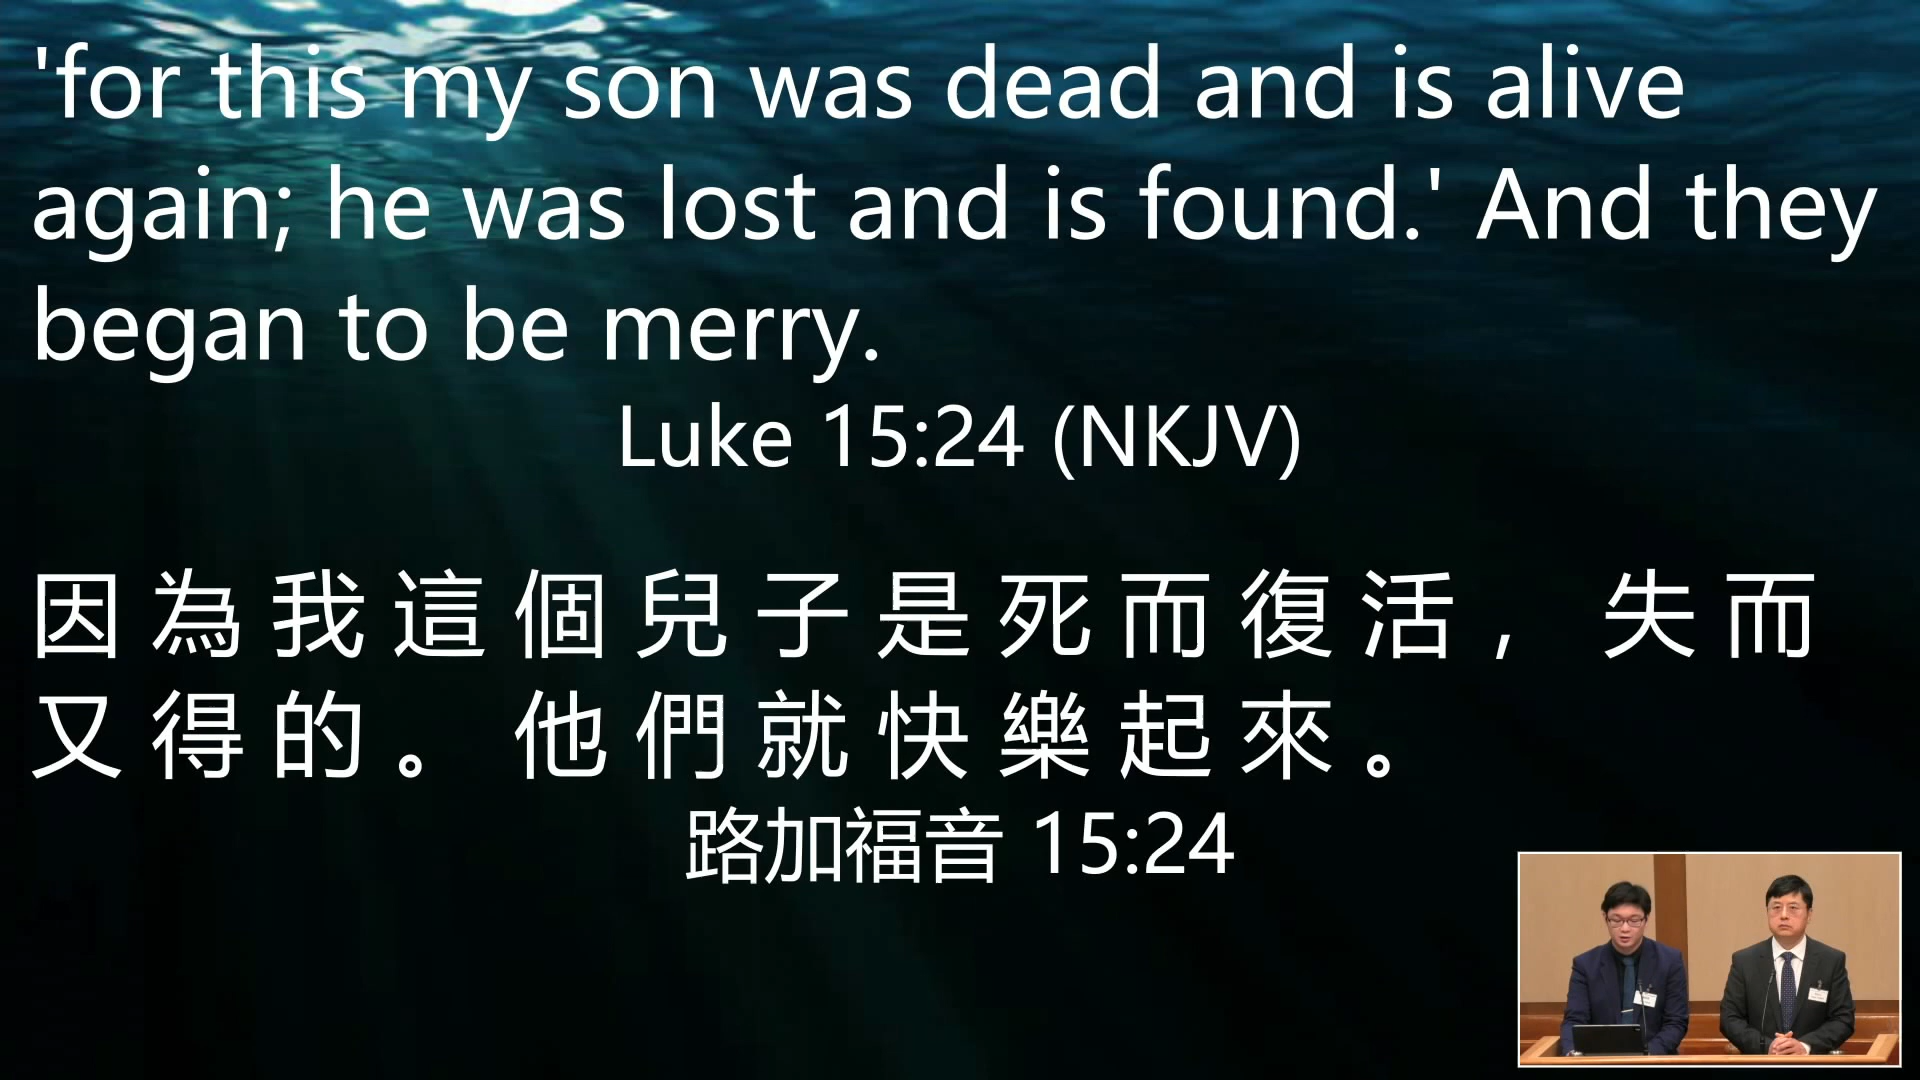 'for this my son was dead and is alive
again; he was lost and is found.' And they
began to be merry.
Luke 15:24 (NKJV)
因為我這個兒子是死而復活，失而
又得的。他們就快樂起來。
路加福音 15:24